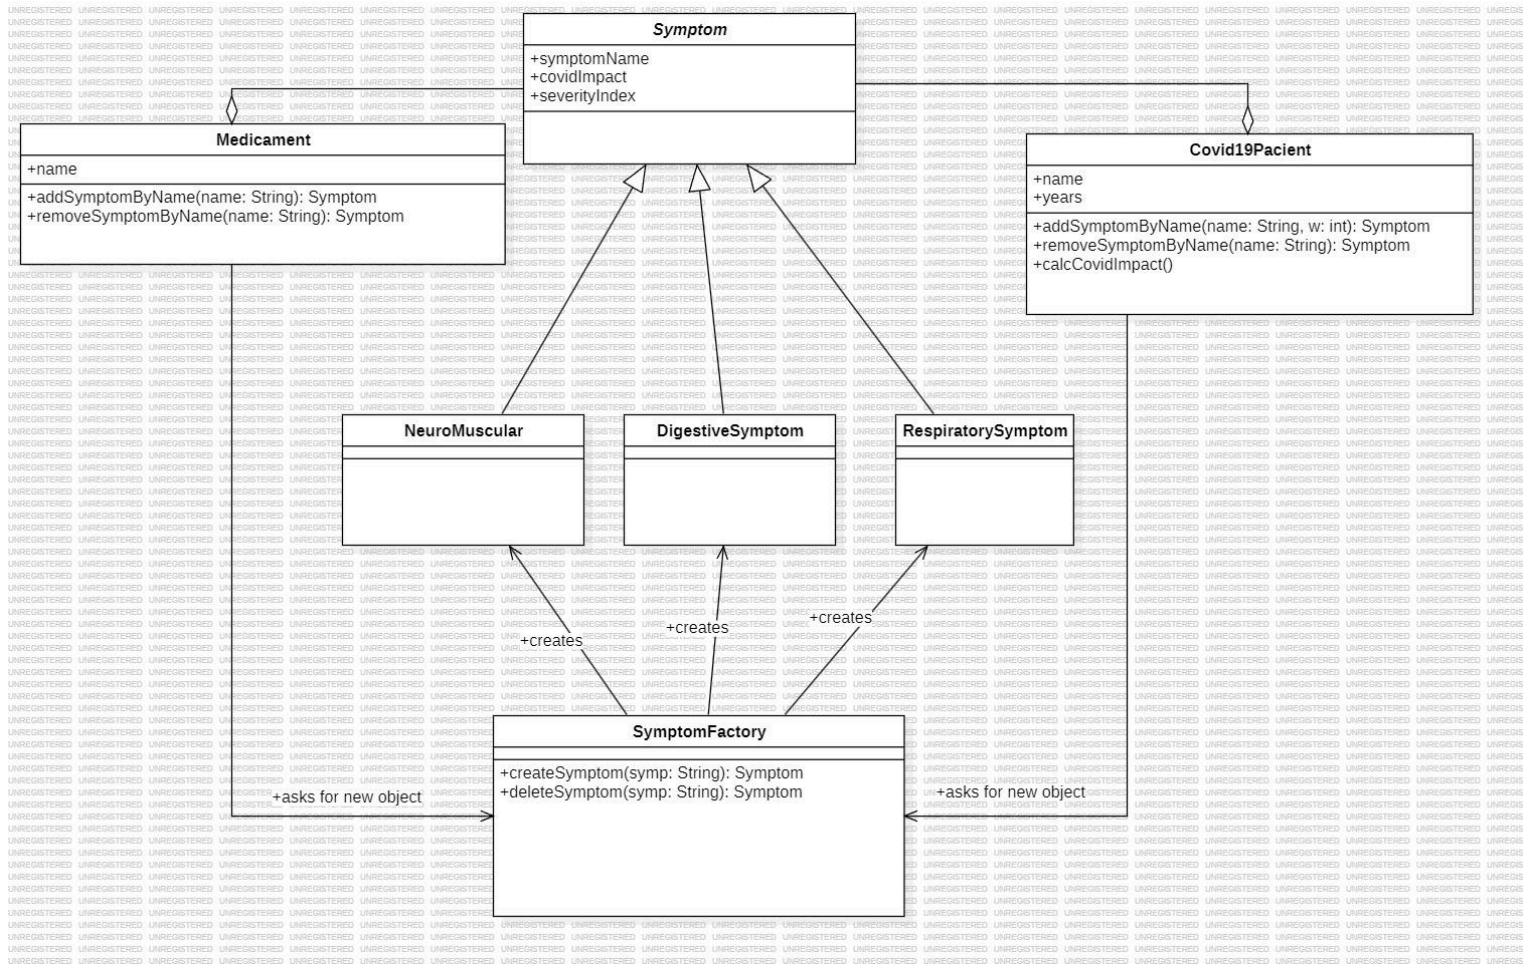 Symptom
+symptomName
+covidImpact
+severityIndex
Medicament
+name
+addSymptomByName(name: String): Symptom
+removeSymptomByName(name: String): Symptom
Covid19Pacient
+name
+years
+addSymptomByName(name: String, w: int): Symptom
+removeSymptomByName(name: String): Symptom
+calcCovidImpact()
NeuroMuscular
DigestiveSymptom
RespiratorySymptom
+creates
+creates
+creates
SymptomFactory
+createSymptom(symp: String): Symptom
+deleteSymptom(symp: String): Symptom
+asks for new object
+asks for new object
UNREGISTERED